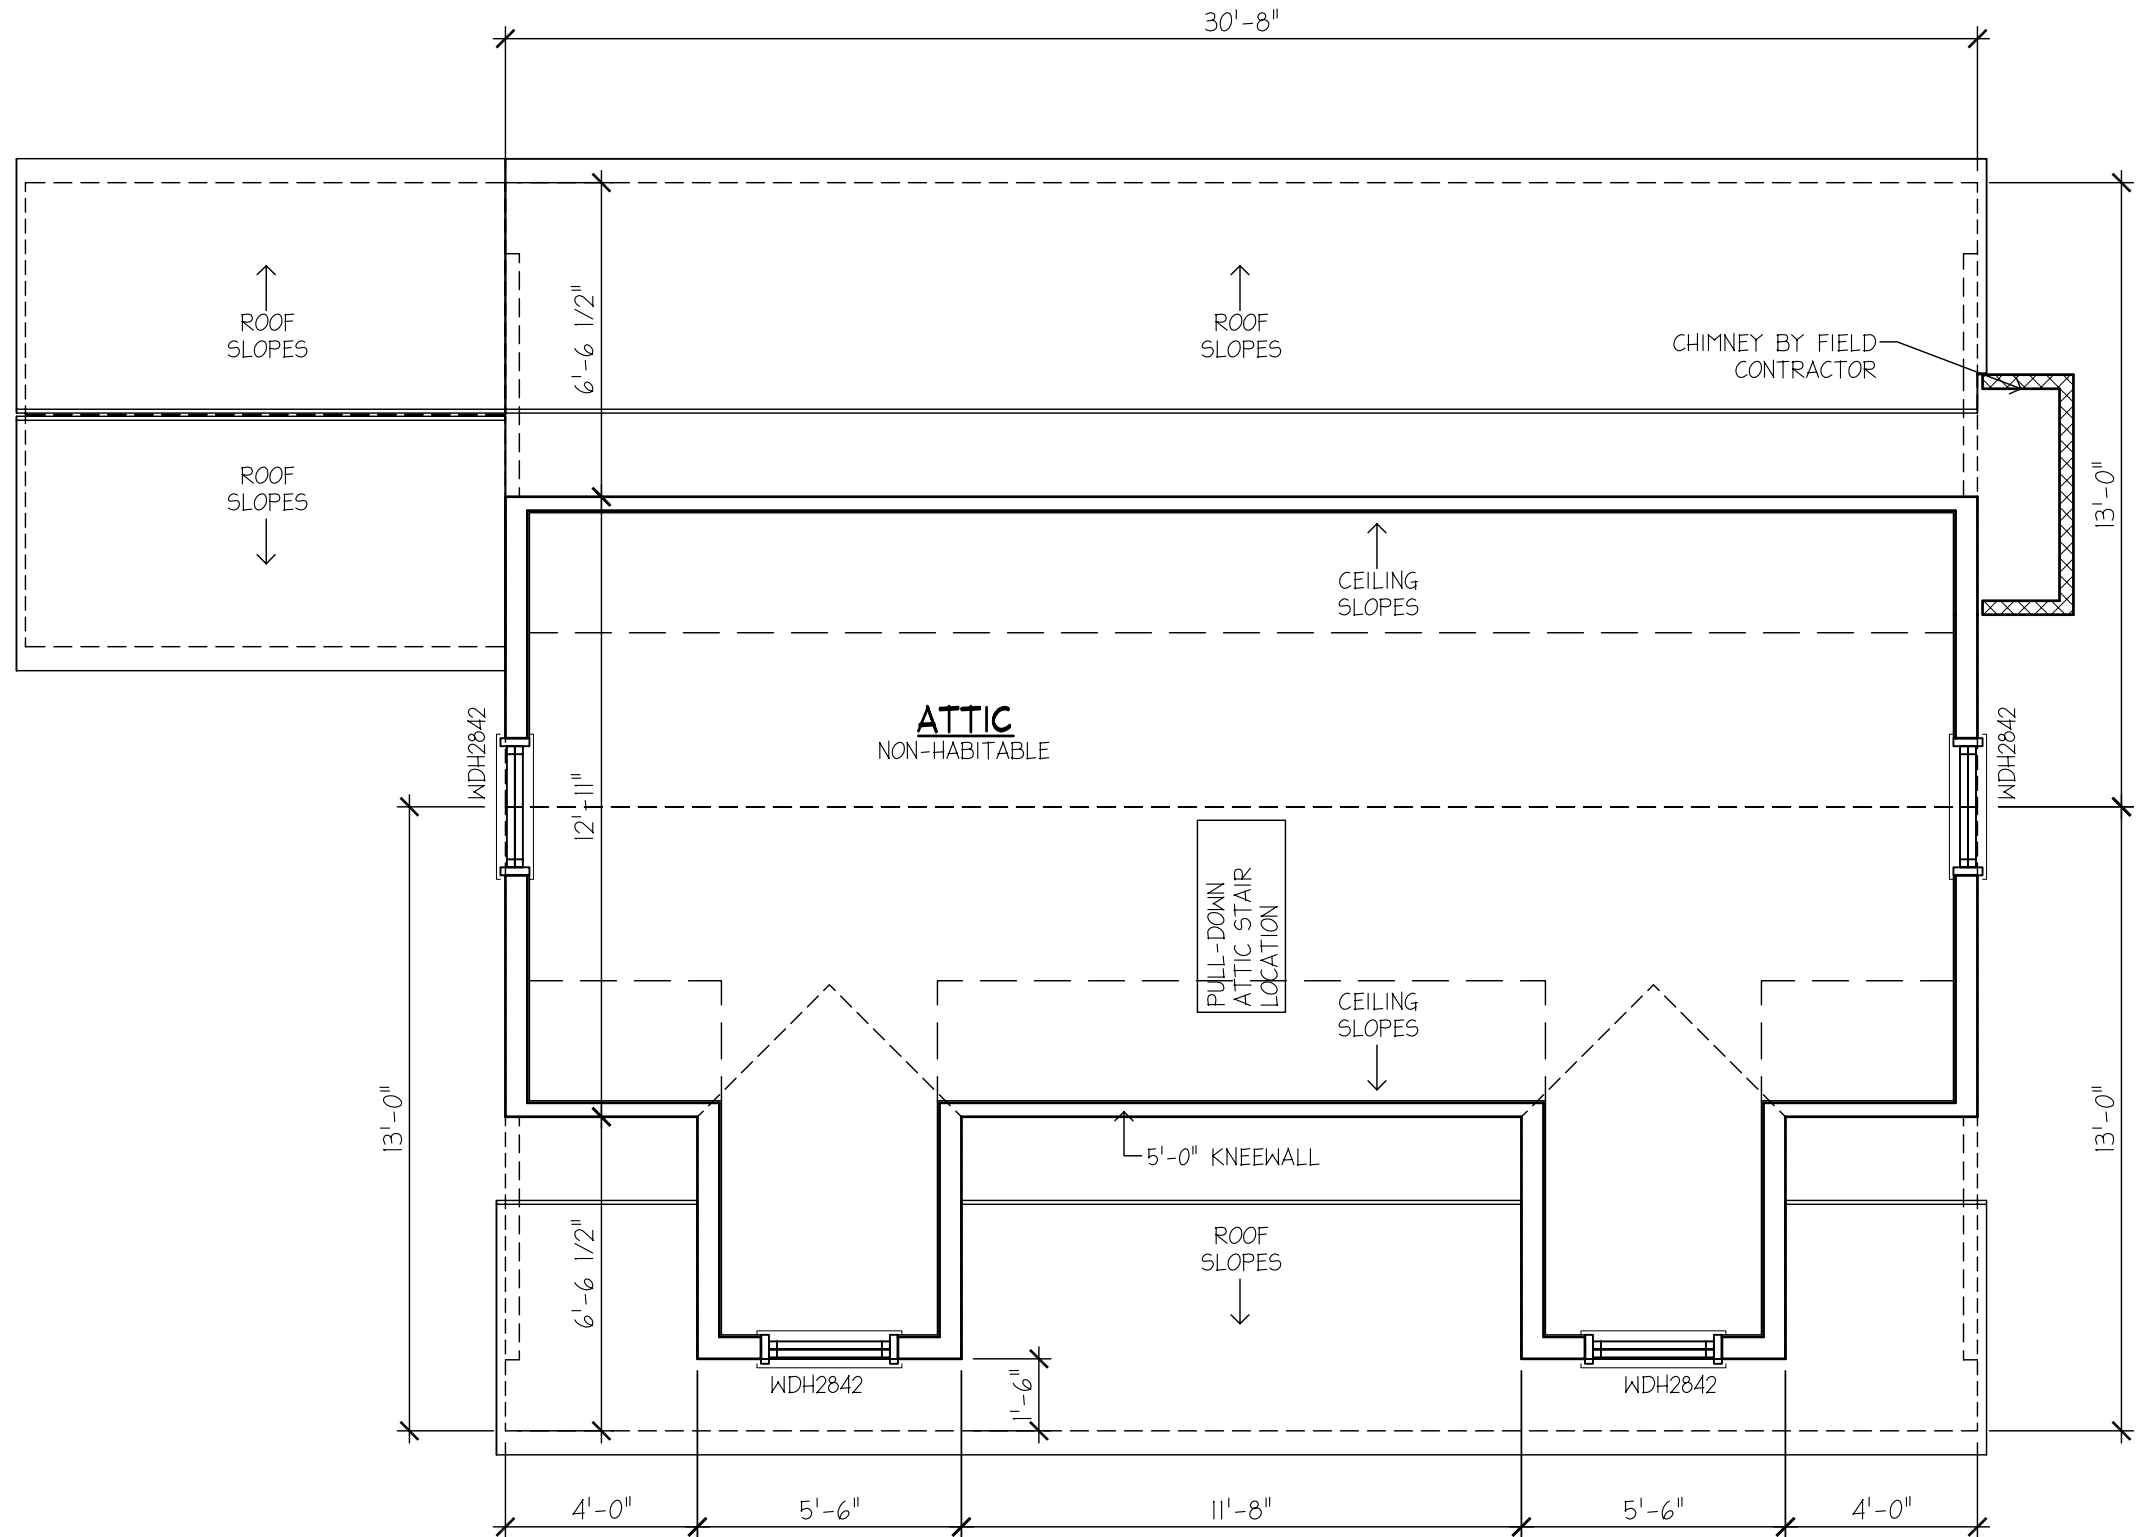 30'-8"
ROOF
SLOPES
6'-6 1/2"
ROOF
SLOPES
CHIMNEY BY FIELD
CONTRACTOR
ROOF
SLOPES
13'-0"
CEILING
SLOPES
WDH2842
ATTIC
NON-HABITABLE
WDH2842
12'-11"
PULL-DOWN
ATTIC STAIR
LOCATION
CEILING
SLOPES
13'-0"
5'-0" KNEEWALL
13'-0"
6'-6 1/2"
ROOF
SLOPES
WDH2842
1'-6"
WDH2842
4'-0"
5'-6"
11'-8"
5'-6"
4'-0"